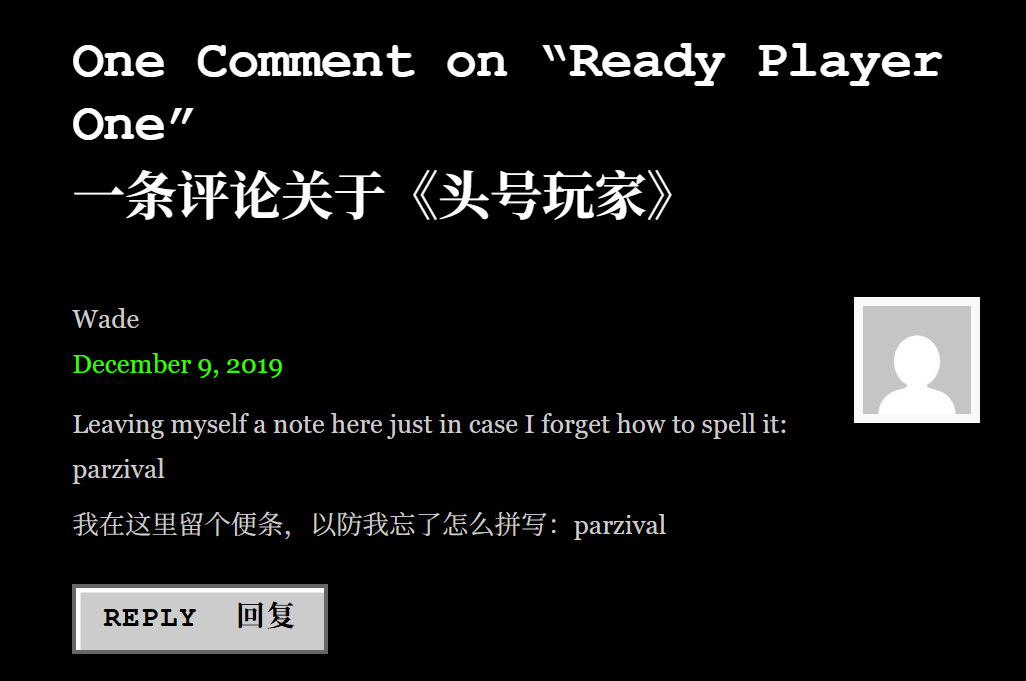 One Comment on “Ready Player
One”
一条评论关于《头号玩家》
Wade
December 9, 2019
Leaving myself a note here just in case I forget how to spell it:
parzival
我在这里留个便条，以防我忘了怎么拼写：parzival
REPLY 回复